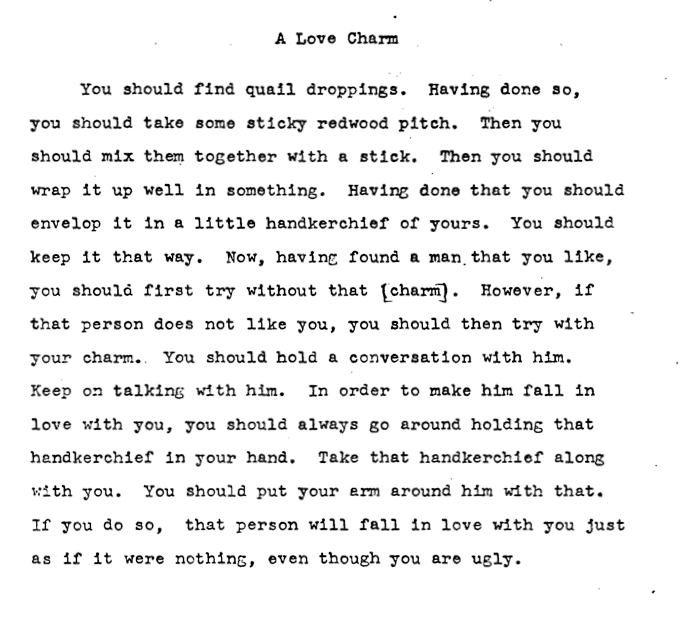 A Love Charm
You should find quail droppings. Having done so,
you should take some sticky redwood pitch. Then you
should mix them together with a stick. Then you should
wrap it up well in something. Having done that you should
envelop it in a little handkerchief of yours. You should
keep it that way. Now, having found a man that you like,
you should first try without that [charm]. However, if
that person does not like you, you should then try with
your charm. You should hold a conversation with him.
Keep on talking with him. In order to make him fall in
love with you, you should always go around holding that
handkerchief in your hand. Take that handkerchief along
with you. You should put your arm around him with that.
If you do so, that person will fall in love with you just
as if it were nothing, even though you are ugly.